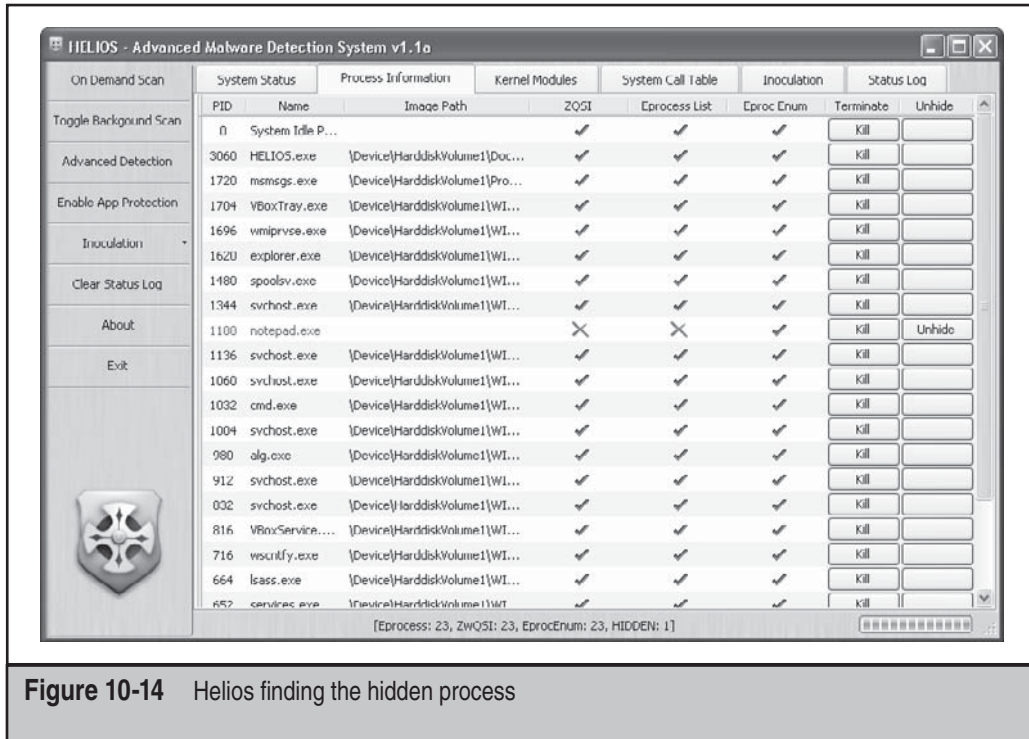 HELIOS - Advanced Malware Detection System v1.1a
On Demand Scan
Toggle Backgound Scan
Advanced Detection
Enable App Protection
Inoculation
Clear Status Log
About
Exit
System Status Process Information Kernel Modules System Call Table Inoculation Status Log
PID Name Image Path ZQSI Eprocess List Eproc Enum Terminate Unhide
0 System Idle P... Kill
3060 HELIOS.exe \Device\HarddiskVolume1\Doc... Kill
1720 msmsgs.exe \Device\HarddiskVolume1\Pro... Kill
1704 VBoxTray.exe \Device\HarddiskVolume1\WI... Kill
1696 wmiprvse.exe \Device\HarddiskVolume1\WI... Kill
1620 explorer.exe \Device\HarddiskVolume1\WI... Kill
1480 spoolsv.exe \Device\HarddiskVolume1\WI... Kill
1344 svchost.exe \Device\HarddiskVolume1\WI... Kill
notepad.exe Kill Unhide
1136 svchost.exe \Device\HarddiskVolume1\WI... Kill
1060 svchost.exe \Device\HarddiskVolume1\WI... Kill
1032 cmd.exe \Device\HarddiskVolume1\WI... Kill
1004 svchost.exe \Device\HarddiskVolume1\WI... Kill
980 alg.exe \Device\HarddiskVolume1\WI... Kill
912 svchost.exe \Device\HarddiskVolume1\WI... Kill
svchost.exe \Device\HarddiskVolume1\WI... Kill
816 VBoxService.... \Device\HarddiskVolume1\WI... Kill
716 wscntfy.exe \Device\HarddiskVolume1\WI... Kill
664 lsass.exe \Device\HarddiskVolume1\WI... Kill
652 services.exe \Device\HarddiskVolume1\WI... Kill
[Eprocess: 23, ZwQSI: 23, EprocEnum: 23, HIDDEN: 1]
Figure 10-14 Helios finding the hidden process